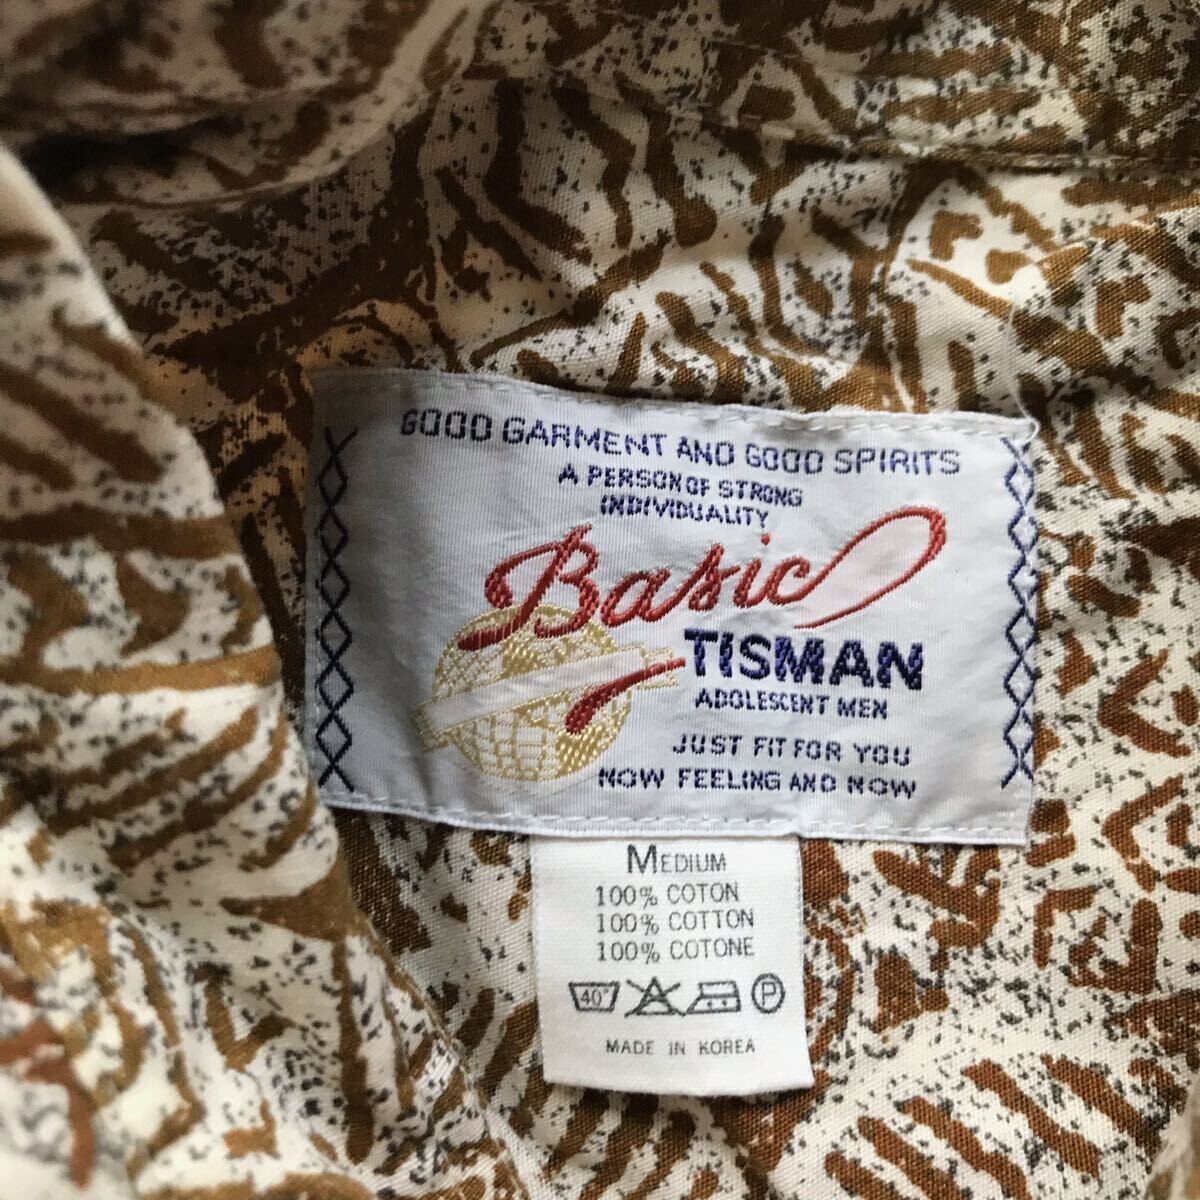 GOOD GARMENT AND GOOD SPIRITS
A PERSON OF STRONG
INDIVIDUALITY
Basic
TISMAN
ADOLESCENT MEN
JUST FIT FOR YOU
NOW FEELING AND NOW
MEDIUM
100% COTON
100% COTTON
100% COTONE
40° P
MADE IN KOREA